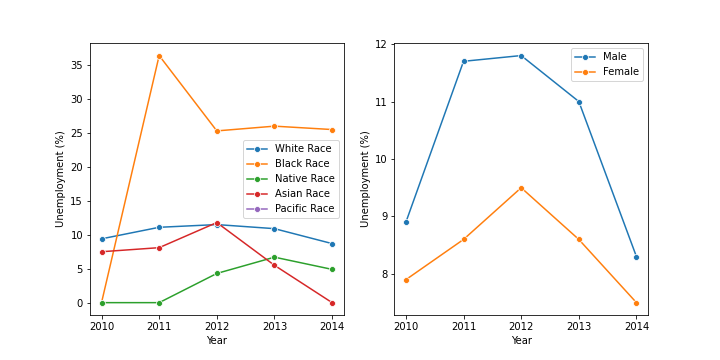 Unemployment (%)
35
30
25
20
15
10
5
0
2010 2011 2012 2013 2014
Year
White Race
Black Race
Native Race
Asian Race
Pacific Race
Unemployment (%)
12
11
10
9
8
2010 2011 2012 2013 2014
Year
Male
Female